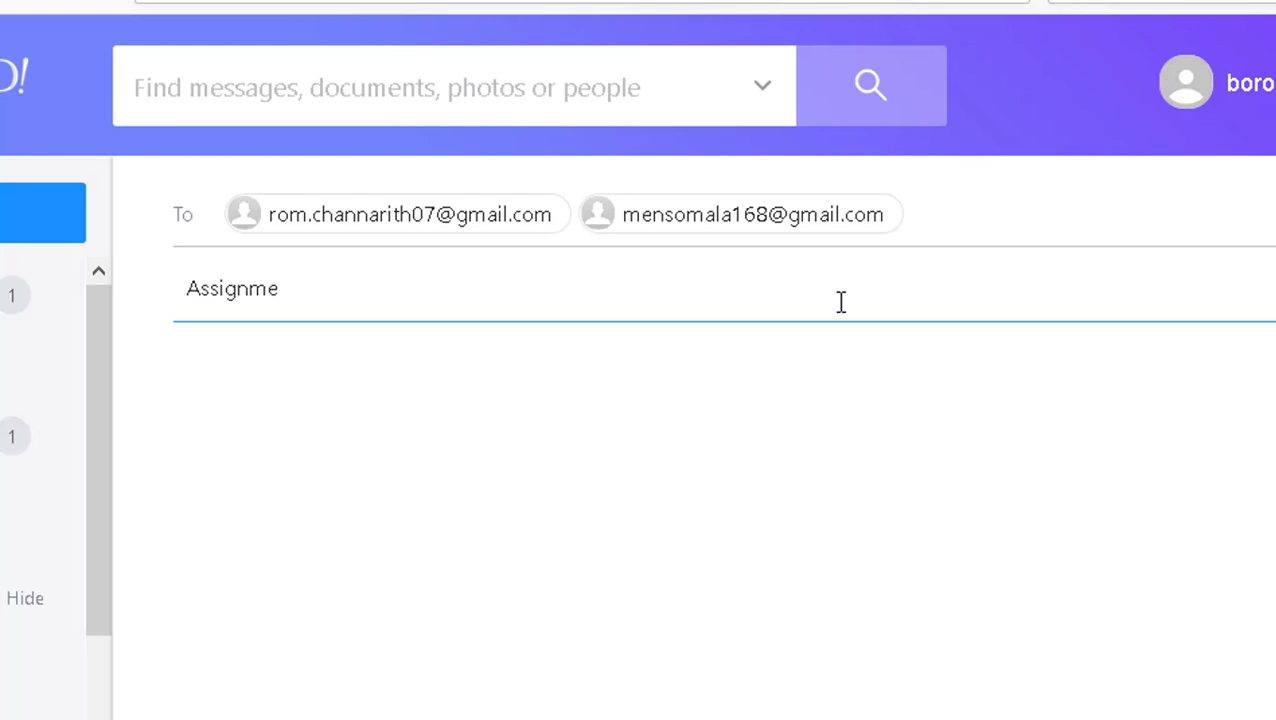 O!
Find messages, documents, photos or people
boro
To rom.channarith07@gmail.com mensomala168@gmail.com
1
Assignme
1
Hide